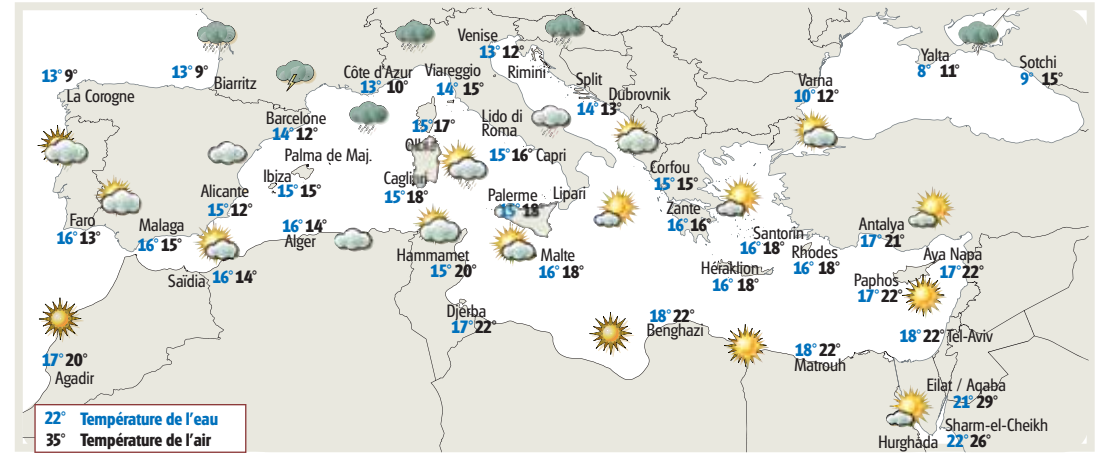 Venise
13° 12°
Rimini
Yalta
8° 11°
Sotchi
9° 15°
13° 9°
La Corogne
13° 9°
Biarritz
Côte d'Azur
13° 10°
Viareggio
14° 15°
Split
Dubrovnik
14° 13°
Varna
10° 12°
Barcelone
14° 12°
15° 17°
Lido di
Roma
15° 16° Capri
Palma de Maj.
Ibiza
15° 15°
Cagliari
15° 18°
Corfou
15° 15°
Alicante
15° 12°
Palerme
15° 18°
Lipari
Zante
16° 16°
Faro
16° 13°
Malaga
16° 15°
16° 14°
Alger
Santorin
16° 18°
Antalya
17° 21°
Hammamet
15° 20°
Malte
16° 18°
Héraklion
16° 18°
Rhodes
16° 18°
Aya Napa
17° 22°
Saïdia 16° 14°
Paphos
17° 22°
Djerba
17° 22°
18° 22°
Benghazi
18° 22° Tel-Aviv
17° 20°
Agadir
18° 22°
Matrouh
Eilat / Aqaba
21° 29°
Sharm-el-Cheikh
Hurghada 22° 26°
22° Température de l'eau
35° Température de l'air